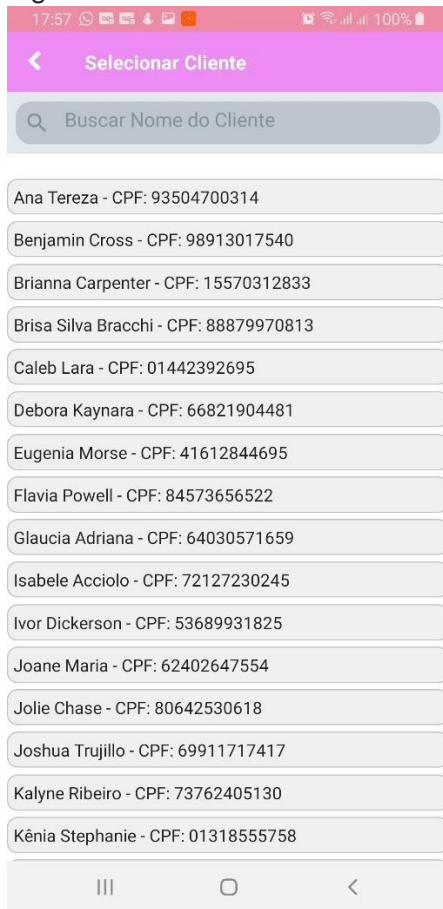 17:57 100%
Selecionar Cliente
Buscar Nome do Cliente
Ana Tereza - CPF: 93504700314
Benjamin Cross - CPF: 98913017540
Brianna Carpenter - CPF: 15570312833
Brisa Silva Bracchi - CPF: 88879970813
Caleb Lara - CPF: 01442392695
Debora Kaynara - CPF: 66821904481
Eugenia Morse - CPF: 41612844695
Flavia Powell - CPF: 84573656522
Glaucia Adriana - CPF: 64030571659
Isabele Acciolo - CPF: 72127230245
Ivor Dickerson - CPF: 53689931825
Joane Maria - CPF: 62402647554
Jolie Chase - CPF: 80642530618
Joshua Trujillo - CPF: 69911717417
Kalyne Ribeiro - CPF: 73762405130
Kênia Stephanie - CPF: 01318555758